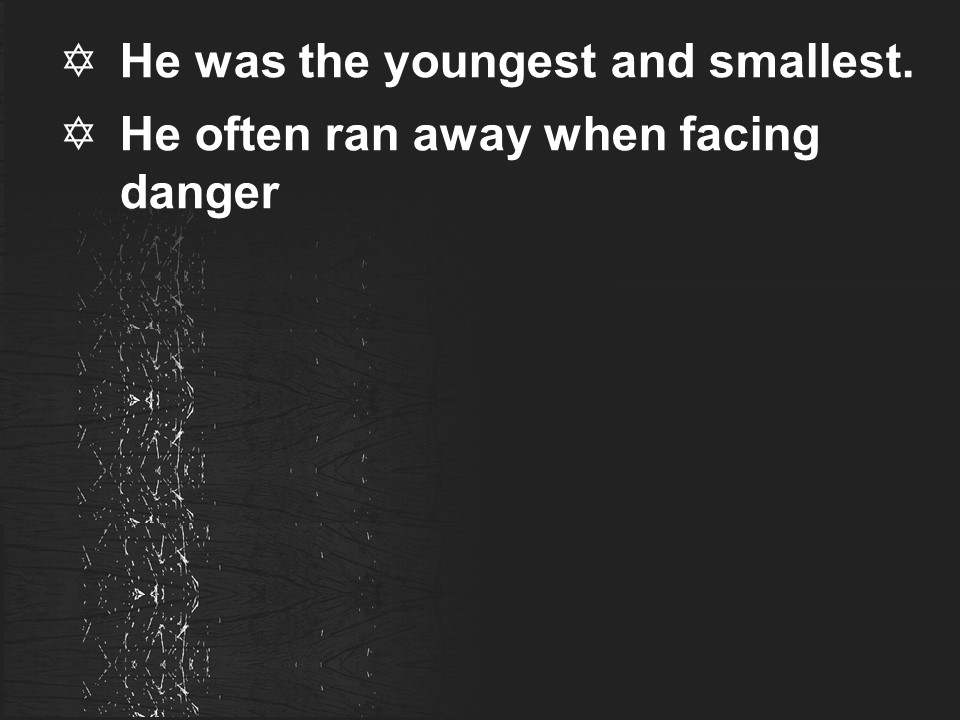 ✡ He was the youngest and smallest.
✡ He often ran away when facing
danger